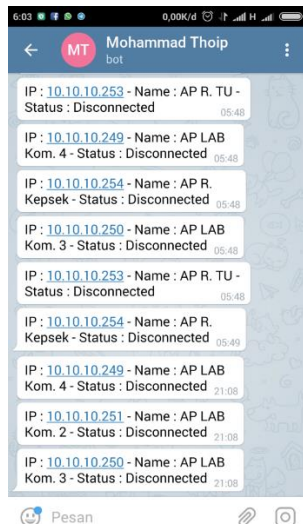 6:03
0,00K/d
H
MT
Mohammad Thoip
bot
IP : 10.10.10.253 - Name : AP R. TU -
Status : Disconnected
05:48
IP : 10.10.10.249 - Name : AP LAB
Kom. 4 - Status : Disconnected
05:48
IP : 10.10.10.254 - Name : AP R.
Kepsek - Status : Disconnected
05:48
IP : 10.10.10.250 - Name : AP LAB
Kom. 3 - Status : Disconnected
05:48
IP : 10.10.10.253 - Name : AP R. TU -
Status : Disconnected
05:48
IP : 10.10.10.254 - Name : AP R.
Kepsek - Status : Disconnected
05:49
IP : 10.10.10.249 - Name : AP LAB
Kom. 4 - Status : Disconnected
21:08
IP : 10.10.10.251 - Name : AP LAB
Kom. 2 - Status : Disconnected
21:08
IP : 10.10.10.250 - Name : AP LAB
Kom. 3 - Status : Disconnected
21:08
Pesan